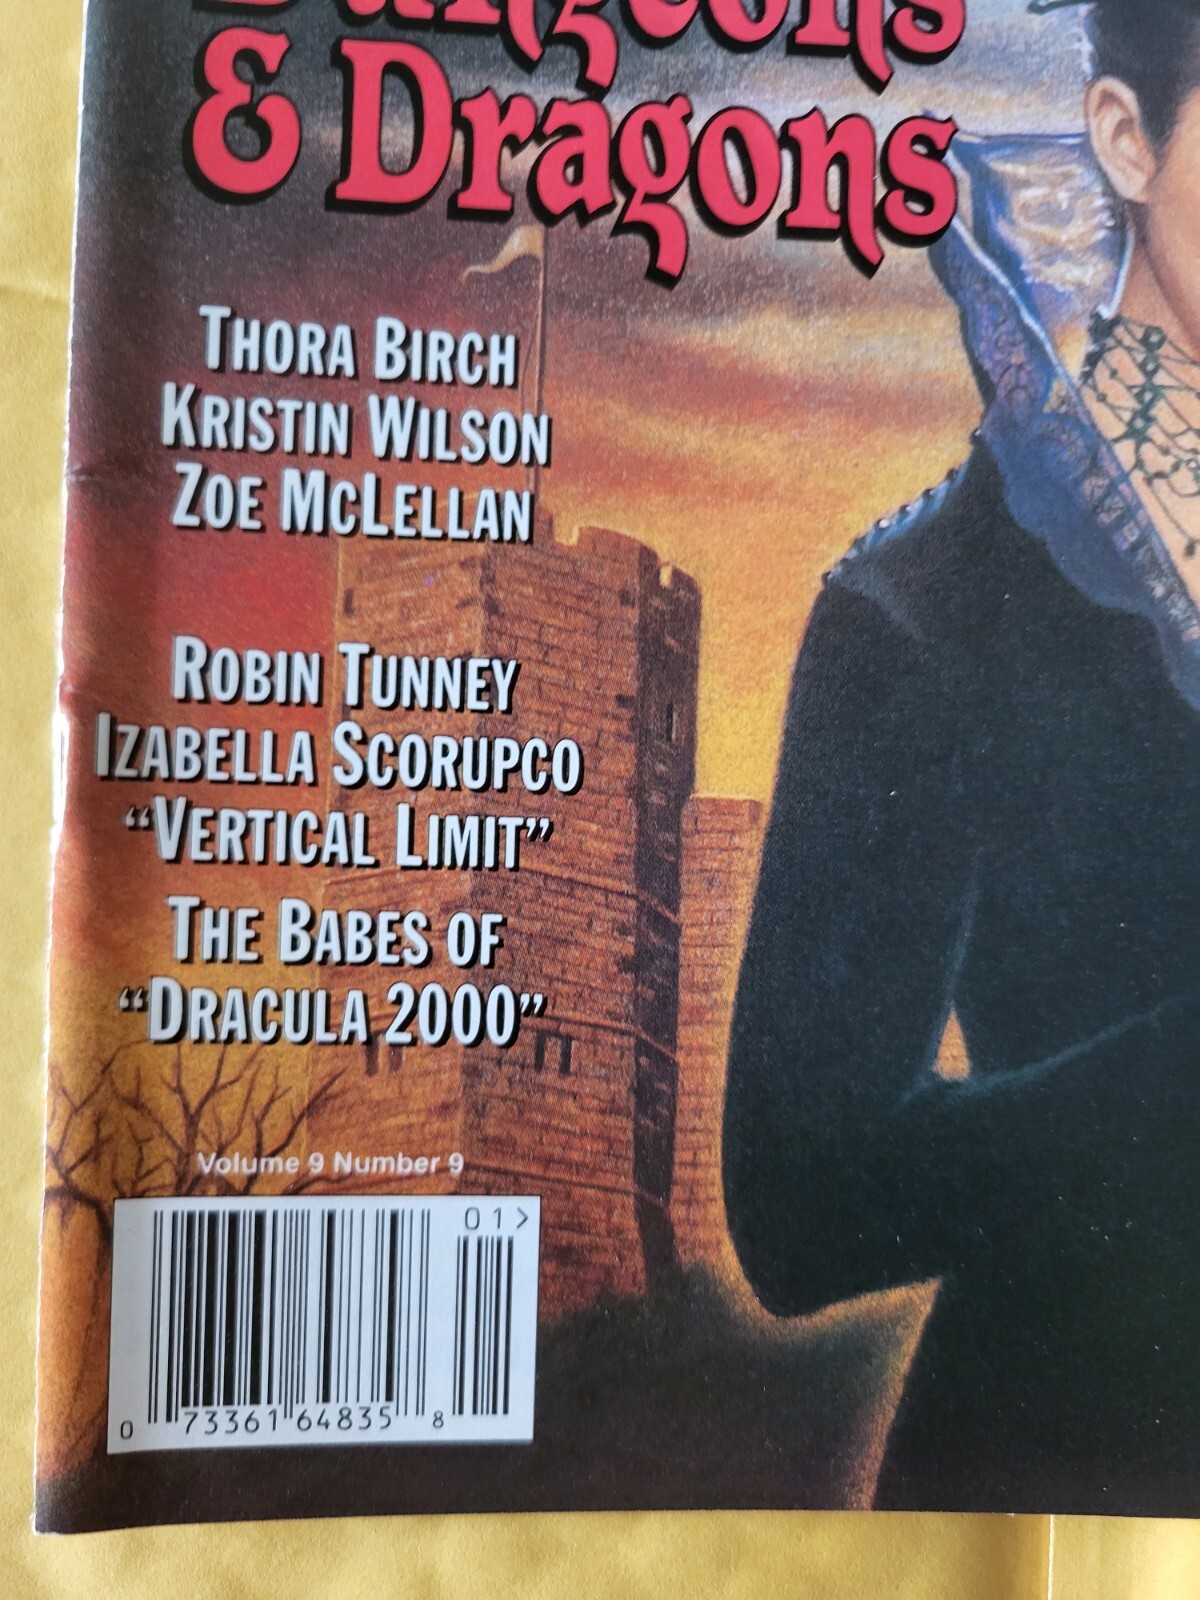 Dungeons
& Dragons
THORA BIRCH
KRISTIN WILSON
ZOE MCLELLAN
ROBIN TUNNEY
IZABELLA SCORUPCO
“VERTICAL LIMIT”
THE BABES OF
“DRACULA 2000”
Volume 9 Number 9
01>
0 73361 64835 8